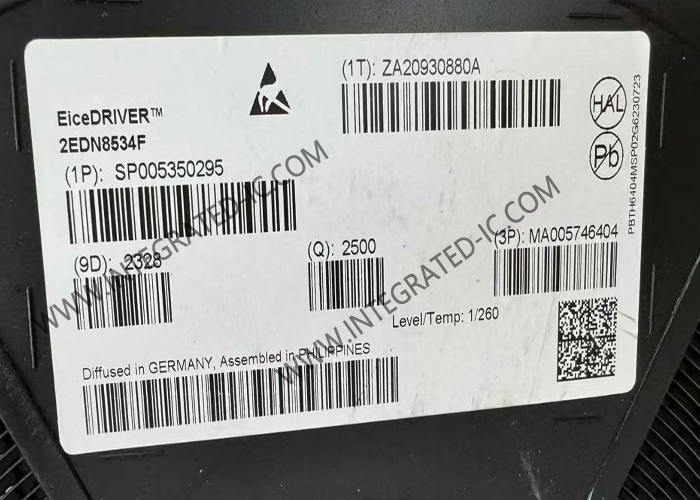 (1T): ZA20930880A
EiceDRIVER™
2EDN8534F
(1P): SP005350295
HAL
Pb
PBTH6404MSP02G6230723
(9D): 2328
(Q): 2500
(3P): MA005746404
Level/Temp: 1/260
Diffused in GERMANY, Assembled in PHILIPPINES
WWW.INTEGRATED-IC.COM
WWW.INTEGRATED-IC.COM